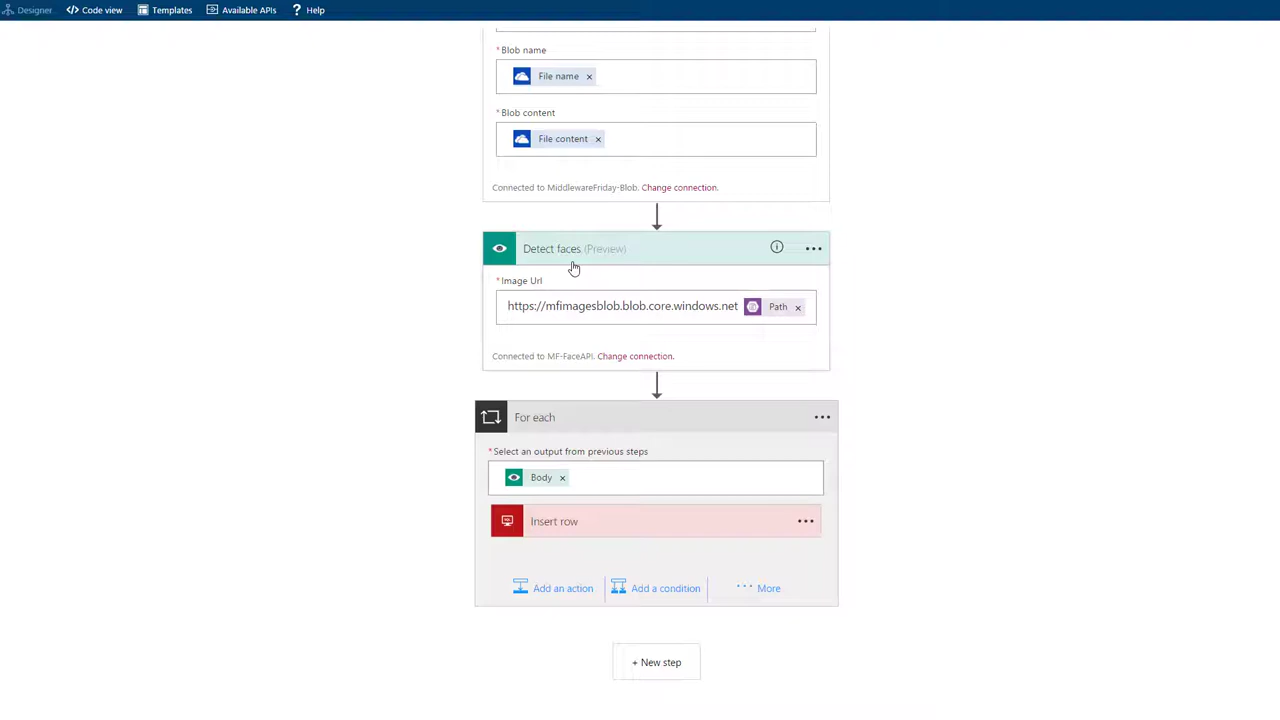 Designer Code view Templates Available APIs Help
* Blob name
File name ×
* Blob content
File content ×
Connected to MiddlewareFriday-Blob. Change connection.
Detect faces (Preview)
* Image Url
https://mfimagesblob.blob.core.windows.net Path ×
Connected to MF-FaceAPI. Change connection.
For each
* Select an output from previous steps
Body ×
Insert row
Add an action Add a condition ... More
+ New step